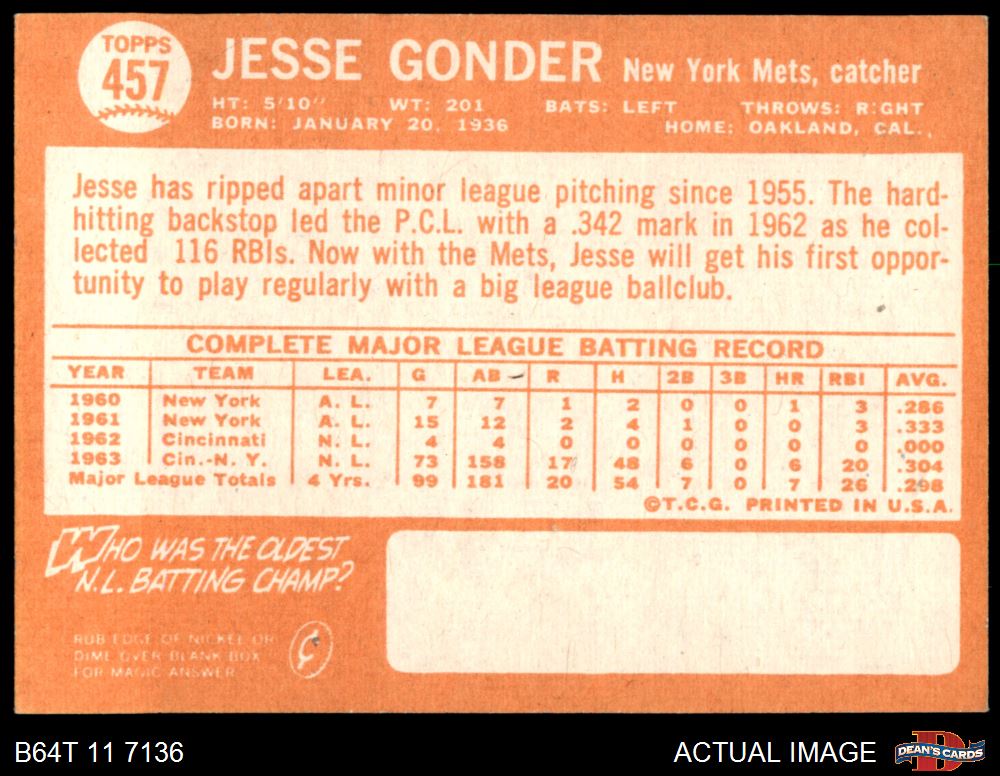 TOPPS
457
JESSE GONDER New York Mets, catcher
HT: 5'10" WT: 201 BATS: LEFT THROWS: RIGHT
BORN: JANUARY 20, 1936 HOME: OAKLAND, CAL.
Jesse has ripped apart minor league pitching since 1955. The hard-
hitting backstop led the P.C.L. with a .342 mark in 1962 as he col-
lected 116 RBIs. Now with the Mets, Jesse will get his first oppor-
tunity to play regularly with a big league ballclub.
COMPLETE MAJOR LEAGUE BATTING RECORD
YEAR TEAM LEA. G AB R H 2B 3B HR RBI AVG.
1960 New York A. L. 7 7 1 2 0 0 1 3 .286
1961 New York A. L. 15 12 2 4 1 0 0 3 .333
1962 Cincinnati N. L. 4 4 0 0 0 0 0 0 .000
1963 Cin.-N. Y. N. L. 73 158 17 48 6 0 6 20 .304
Major League Totals 4 Yrs. 99 181 20 54 7 0 7 26 .298
©T.C.G. PRINTED IN U.S.A.
WHO WAS THE OLDEST
N.L. BATTING CHAMP?
RUB EDGE OF NICKEL OR
DIME OVER BLANK BOX
FOR MAGIC ANSWER
¢
B64T 11 7136 ACTUAL IMAGE DEAN'S CARDS